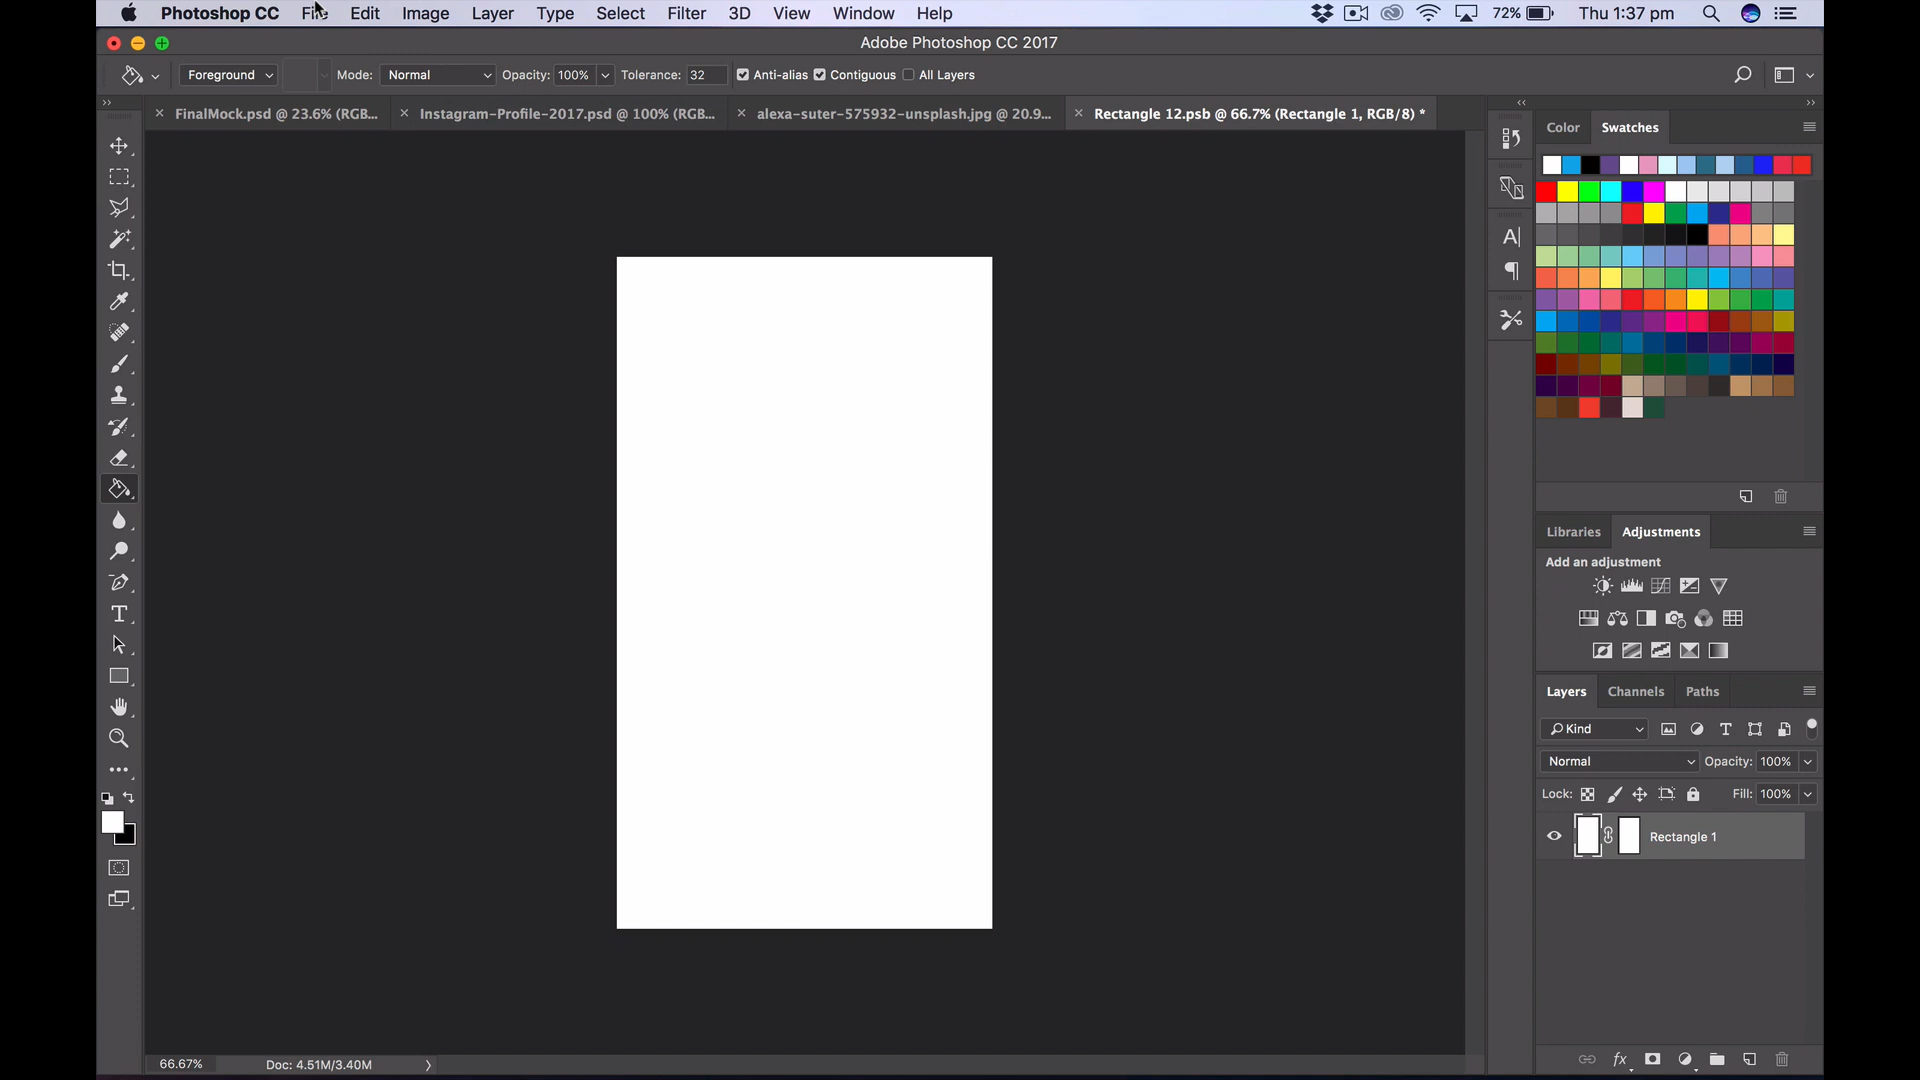 Photoshop CC File Edit Image Layer Type Select Filter 3D View Window Help 72% Thu 1:37 pm
Adobe Photoshop CC 2017
Foreground Mode: Normal Opacity: 100% Tolerance: 32 Anti-alias Contiguous All Layers
FinalMock.psd @ 23.6% (RGB... Instagram-Profile-2017.psd @ 100% (RGB... alexa-suter-575932-unsplash.jpg @ 20.9... Rectangle 12.psb @ 66.7% (Rectangle 1, RGB/8) *
Color Swatches
Libraries Adjustments
Add an adjustment
Layers Channels Paths
Kind
Normal Opacity: 100%
Lock: Fill: 100%
Rectangle 1
66.67% Doc: 4.51M/3.40M